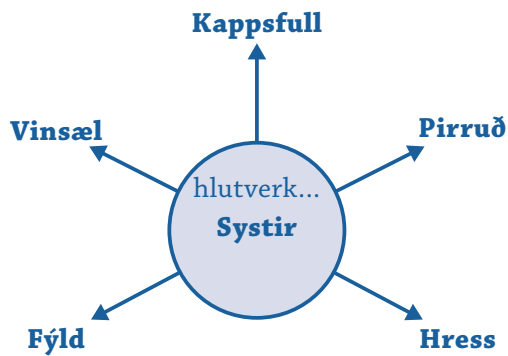 Kappsfull
Vinsæl
Pirruð
hlutverk...
Systir
Fýld
Hress